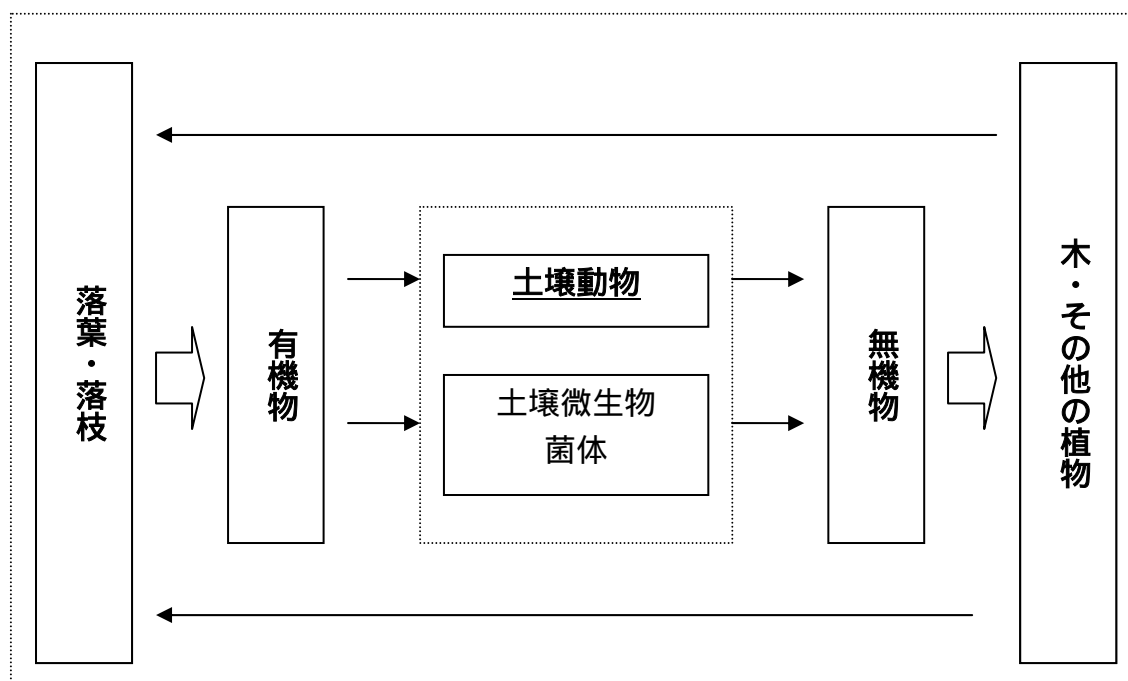 落葉・落枝
有機物
土壌動物
土壌微生物
菌体
無機物
木・その他の植物